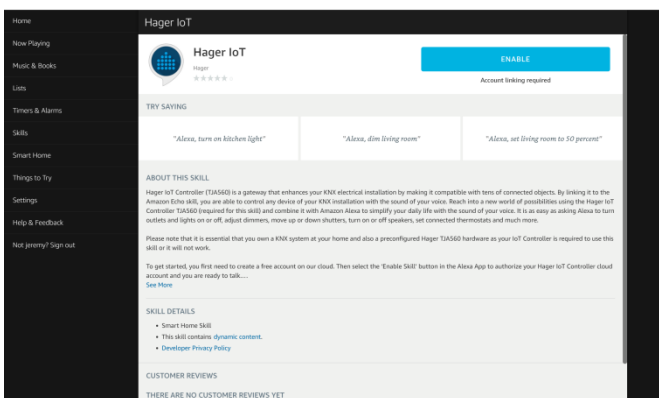 Home
Now Playing
Music & Books
Lists
Timers & Alarms
Skills
Smart Home
Things to Try
Settings
Help & Feedback
Not jeremy? Sign out
Hager IoT
Hager IoT
Hager
ENABLE
Account linking required
TRY SAYING
"Alexa, turn on kitchen light"
"Alexa, dim living room"
"Alexa, set living room to 50 percent"
ABOUT THIS SKILL
Hager IoT Controller (TJA560) is a gateway that enhances your KNX electrical installation by making it compatible with tens of connected objects. By linking it to the
Amazon Echo skill, you are able to control any device of your KNX installation with the sound of your voice. Reach into a new world of possibilities using the Hager IoT
Controller TJA560 (required for this skill) and combine it with Amazon Alexa to simplify your daily life with the sound of your voice. It is as easy as asking Alexa to turn
outlets and lights on or off, adjust dimmers, move up or down shutters, turn on or off speakers, set connected thermostats and much more.
Please note that it is essential that you own a KNX system at your home and also a preconfigured Hager TJA560 hardware as your IoT Controller is required to use this
skill or it will not work.
To get started, you first need to create a free account on our cloud. Then select the 'Enable Skill' button in the Alexa App to authorize your Hager IoT Controller cloud
account and you are ready to talk....
See More
SKILL DETAILS
• Smart Home Skill
• This skill contains dynamic content.
• Developer Privacy Policy
CUSTOMER REVIEWS
THERE ARE NO CUSTOMER REVIEWS YET